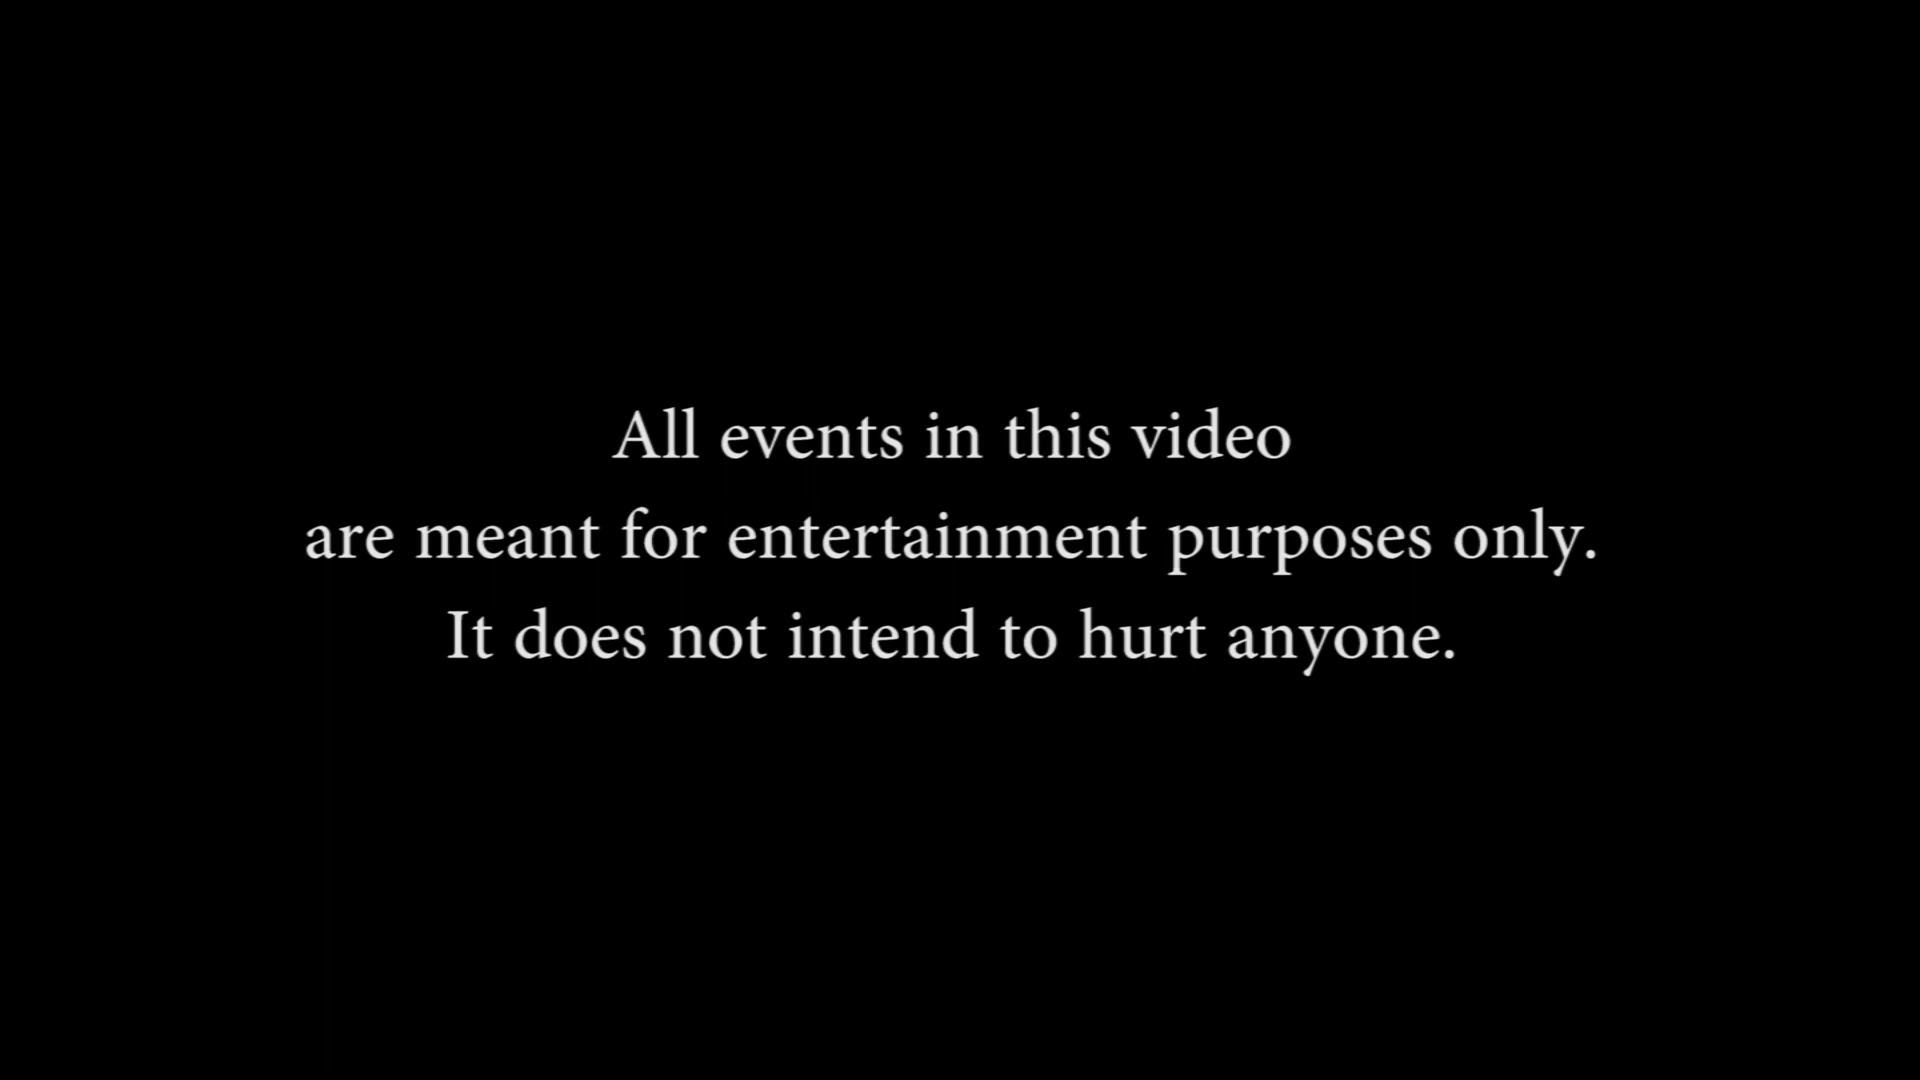 All events in this video
are meant for entertainment purposes only.
It does not intend to hurt anyone.